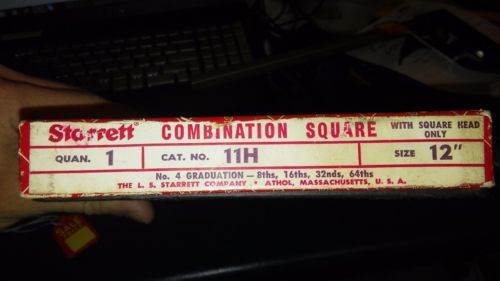 Starrett COMBINATION SQUARE WITH SQUARE HEAD ONLY
QUAN. 1 CAT. NO. 11H SIZE 12"
No. 4 GRADUATION — 8ths, 16ths, 32nds, 64ths
THE L. S. STARRETT COMPANY • ATHOL, MASSACHUSETTS, U. S. A.
SALE